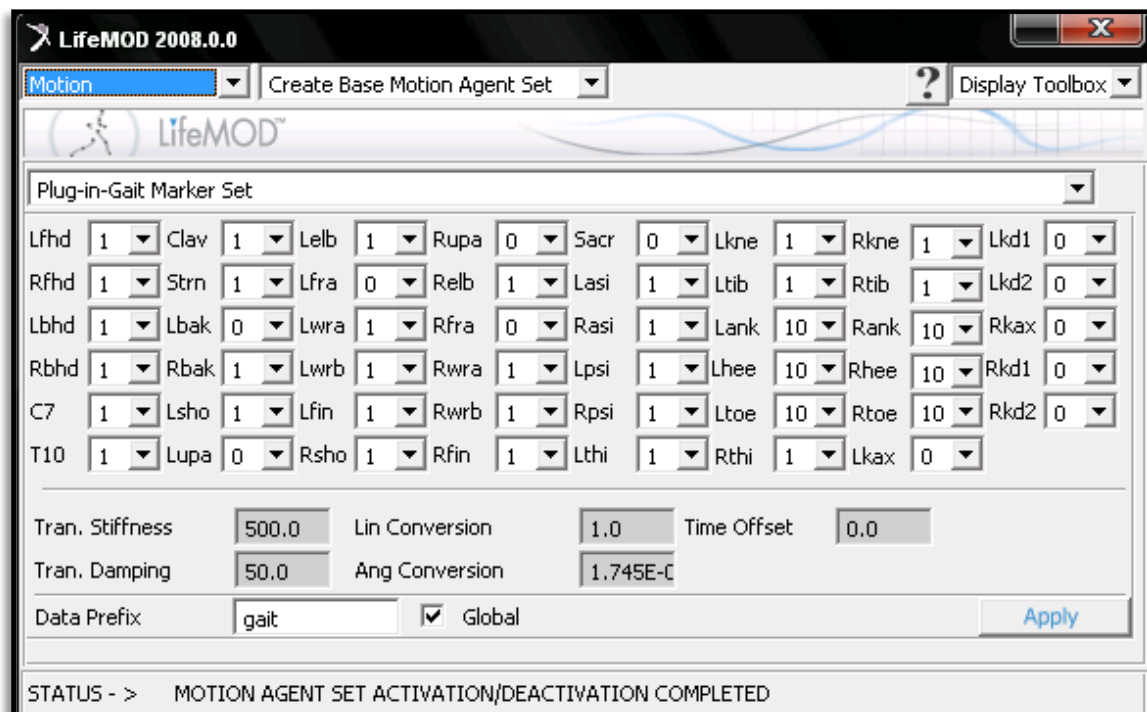 LifeMOD 2008.0.0
Motion Create Base Motion Agent Set ? Display Toolbox
LifeMOD™
Plug-in-Gait Marker Set
Lfhd 1 Clav 1 Lelb 1 Rupa 0 Sacr 0 Lkne 1 Rkne 1 Lkd1 0
Rfhd 1 Strn 1 Lfra 0 Relb 1 Lasi 1 Ltib 1 Rtib 1 Lkd2 0
Lbhd 1 Lbak 0 Lwra 1 Rfra 0 Rasi 1 Lank 10 Rank 10 Rkax 0
Rbhd 1 Rbak 1 Lwrb 1 Rwra 1 Lpsi 1 Lhee 10 Rhee 10 Rkd1 0
C7 1 Lsho 1 Lfin 1 Rwrb 1 Rpsi 1 Ltoe 10 Rtoe 10 Rkd2 0
T10 1 Lupa 0 Rsho 1 Rfin 1 Lthi 1 Rthi 1 Lkax 0
Tran. Stiffness 500.0 Lin Conversion 1.0 Time Offset 0.0
Tran. Damping 50.0 Ang Conversion 1.745E-0
Data Prefix gait Global Apply
STATUS - > MOTION AGENT SET ACTIVATION/DEACTIVATION COMPLETED